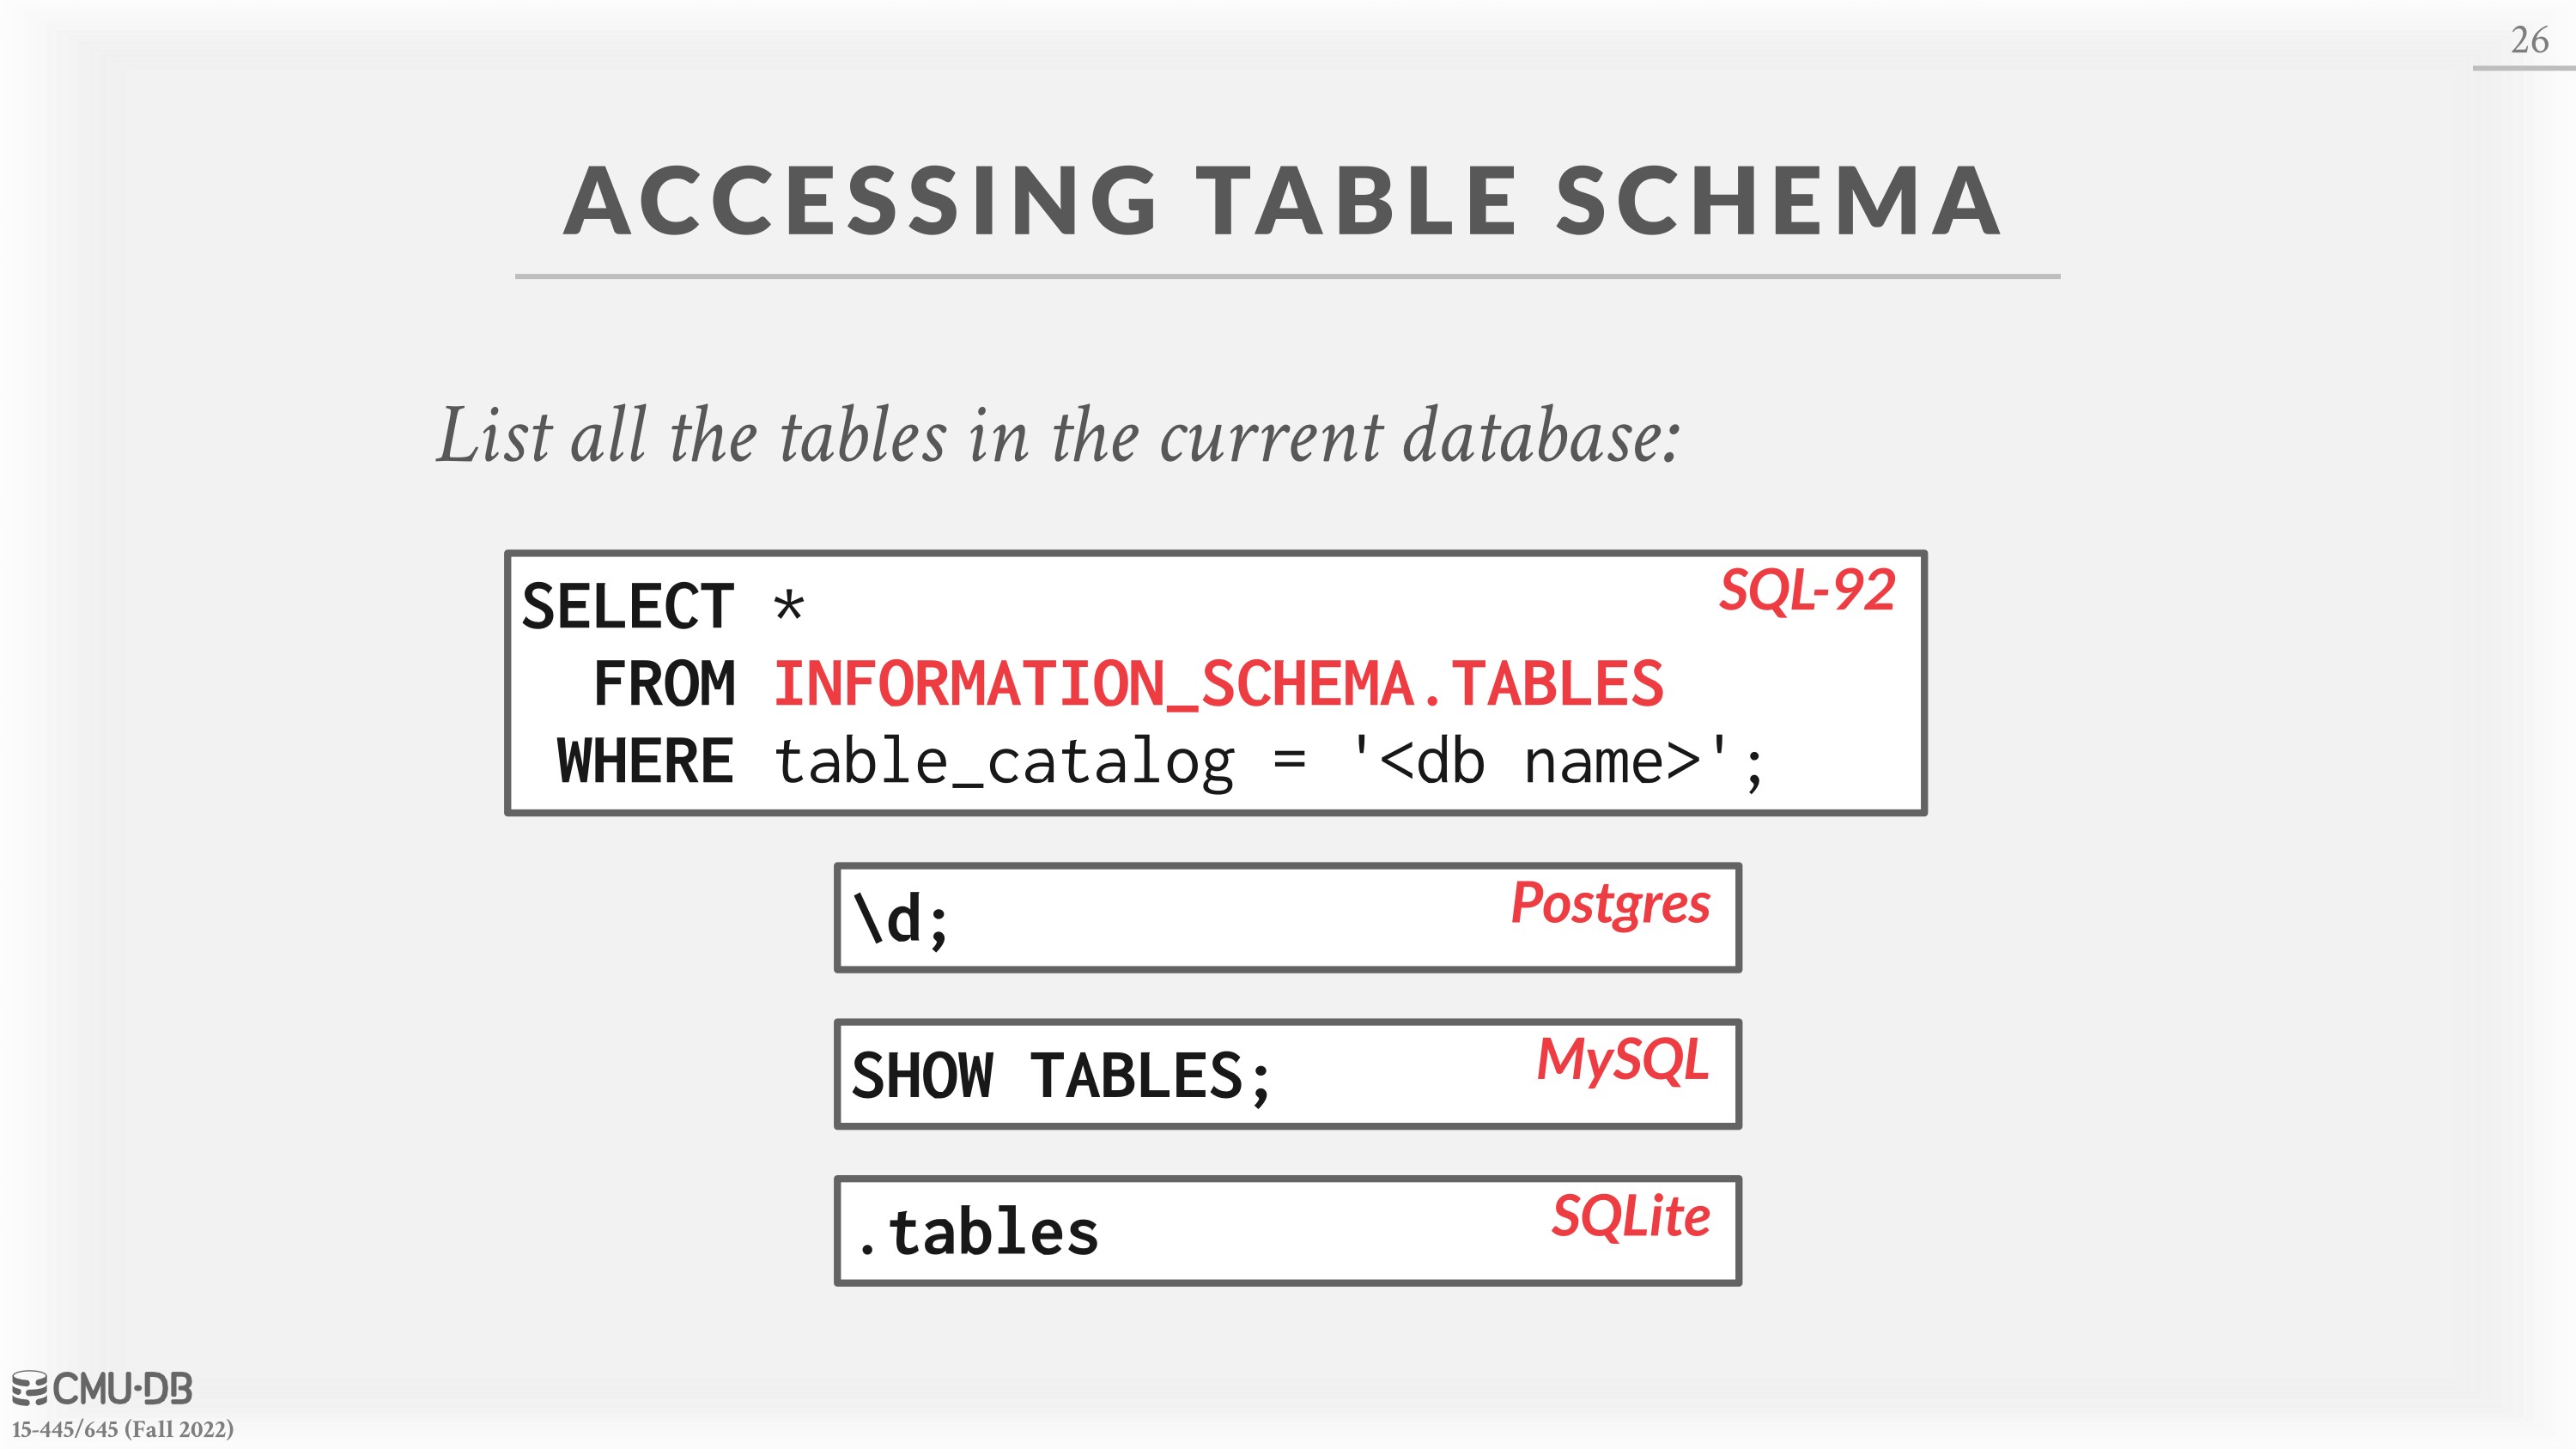 26
ACCESSING TABLE SCHEMA
List all the tables in the current database:
SQL-92
SELECT *
FROM INFORMATION_SCHEMA.TABLES
WHERE table_catalog = '<db name>';
\d;
Postgres
SHOW TABLES;
MySQL
.tables
SQLite
CMU·DB
15-445/645 (Fall 2022)